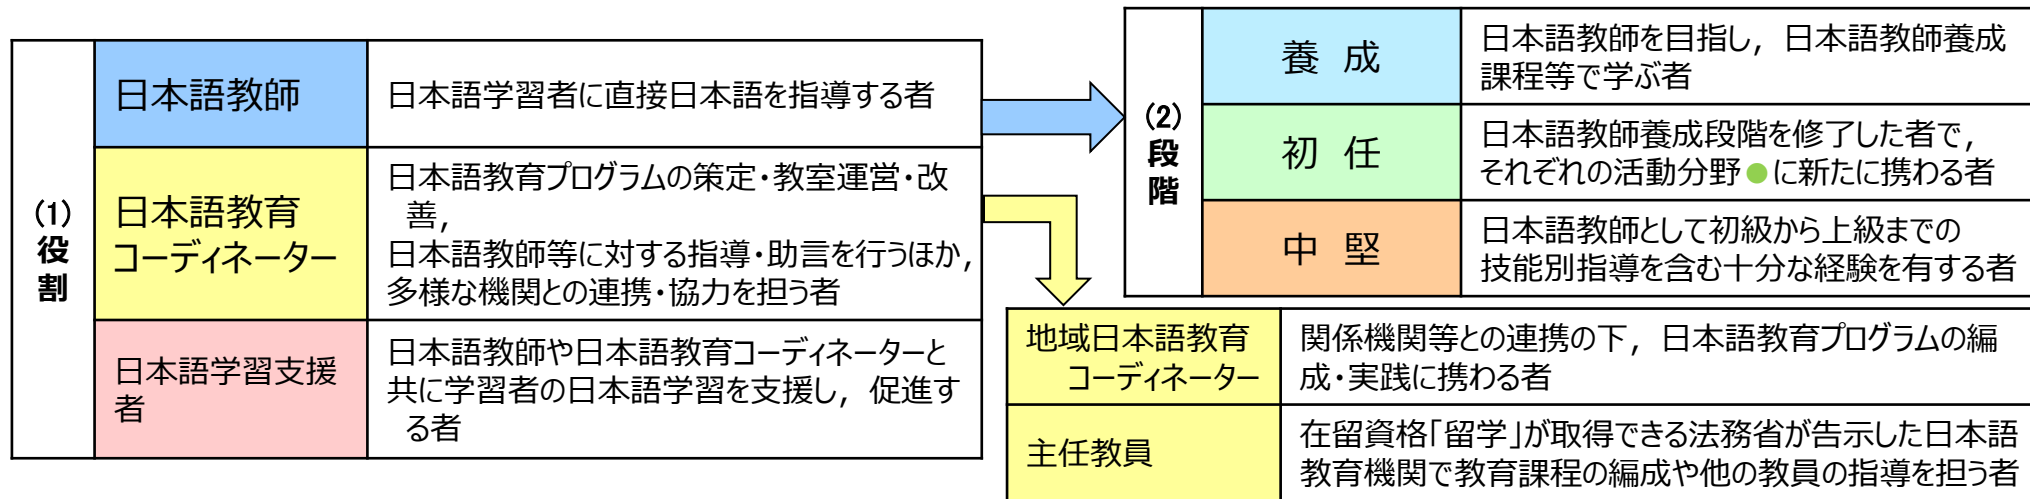 (1)
役
割
日本語教師
日本語学習者に直接日本語を指導する者
日本語教育
コーディネーター
日本語教育プログラムの策定・教室運営・改
善，
日本語教師等に対する指導・助言を行うほか，
多様な機関との連携・協力を担う者
日本語学習支援
者
日本語教師や日本語教育コーディネーターと
共に学習者の日本語学習を支援し，促進す
る者
(2)
段
階
養 成
日本語教師を目指し，日本語教師養成
課程等で学ぶ者
初 任
日本語教師養成段階を修了した者で，
それぞれの活動分野●に新たに携わる者
中 堅
日本語教師として初級から上級までの
技能別指導を含む十分な経験を有する者
地域日本語教育
コーディネーター
関係機関等との連携の下，日本語教育プログラムの編
成・実践に携わる者
主任教員
在留資格「留学」が取得できる法務省が告示した日本語
教育機関で教育課程の編成や他の教員の指導を担う者